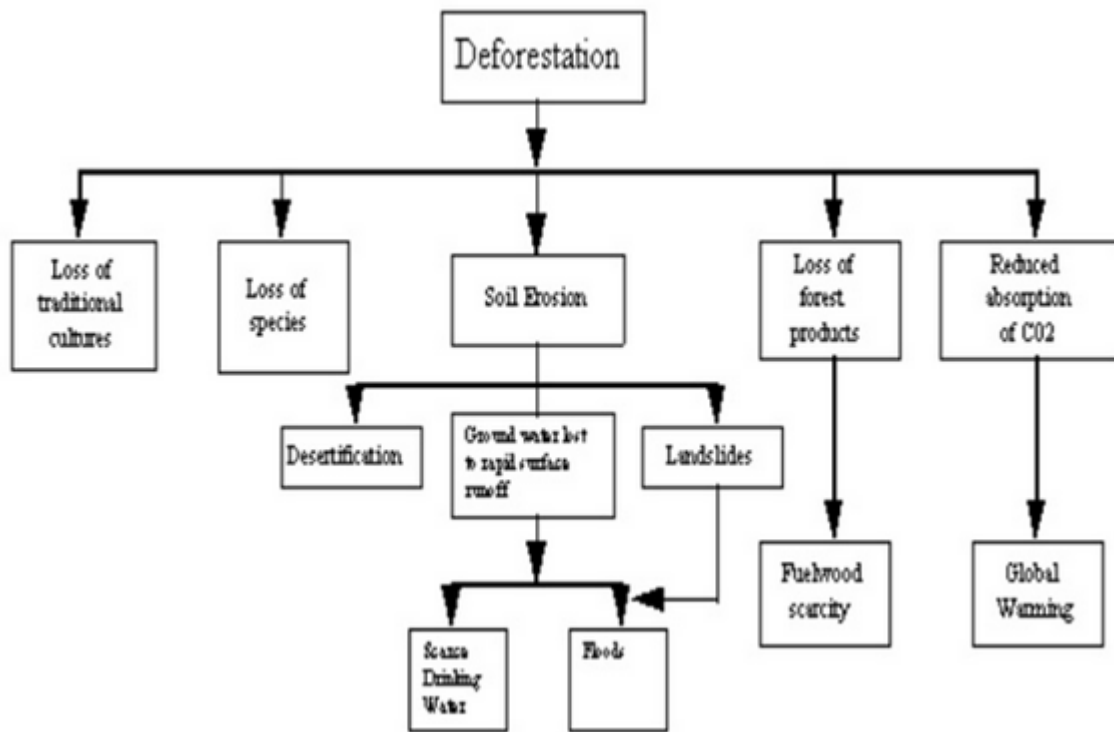 Deforestation
Loss of
traditional
cultures
Loss of
species
Soil Erosion
Loss of
forest
products
Reduced
absorption
of C02
Desertification
Ground water lost
to rapid surface
runoff
Landslides
Fuelwood
scarcity
Global
Warming
Scarse
Drinking
Water
Floods